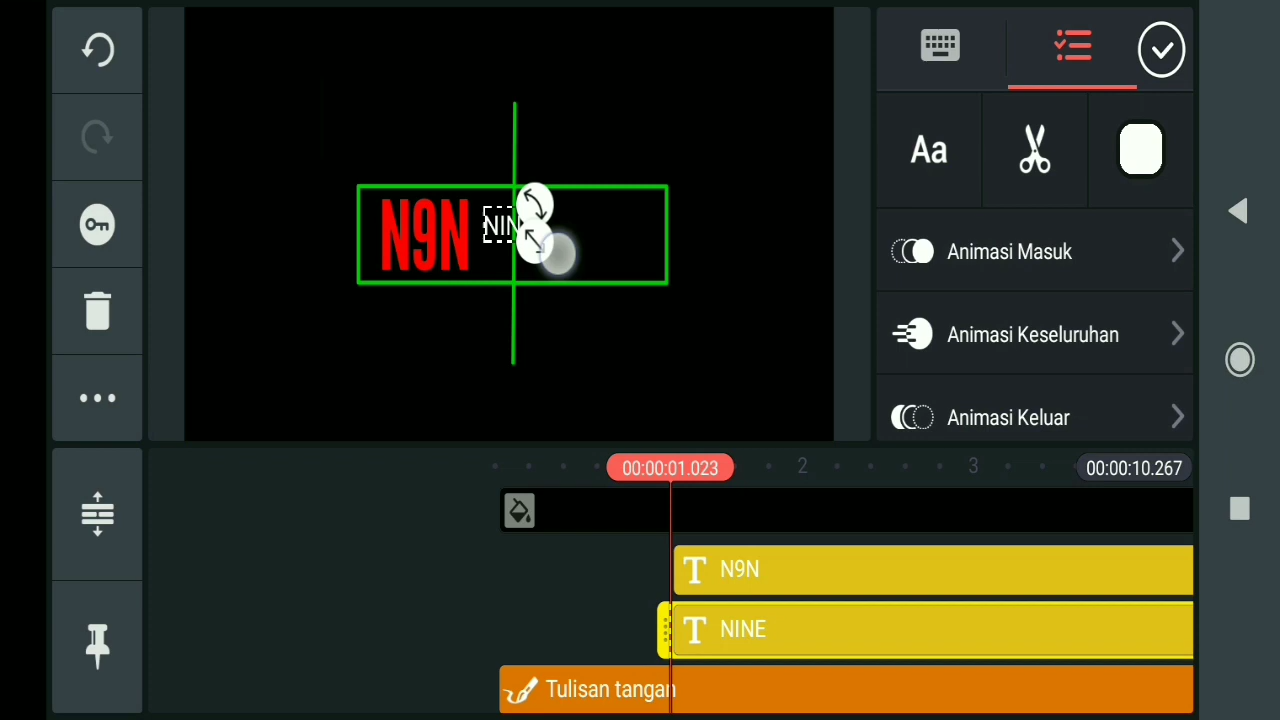 N9N
NIN
Aa
Animasi Masuk
Animasi Keseluruhan
Animasi Keluar
00:00:01.023
2
3
00:00:10.267
T N9N
T NINE
Tulisan tangan